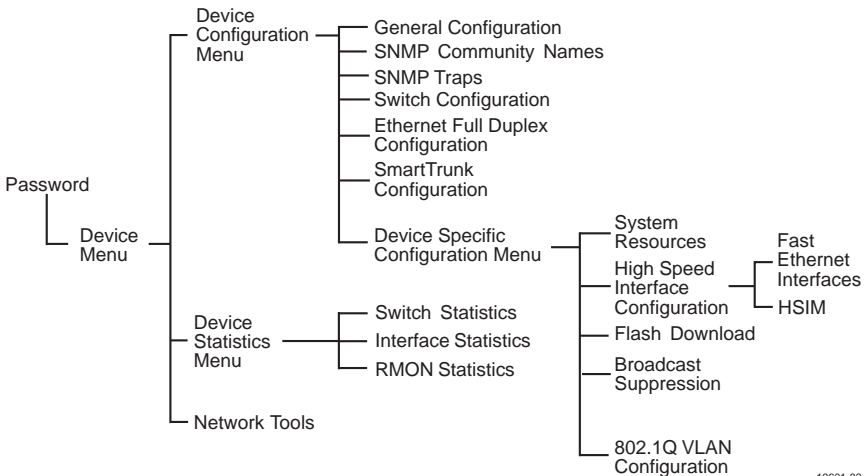 Device
Configuration
Menu
General Configuration
SNMP Community Names
SNMP Traps
Switch Configuration
Ethernet Full Duplex
Configuration
SmartTrunk
Configuration
Password
Device
Menu
Device Specific
Configuration Menu
System
Resources
High Speed
Interface
Configuration
Fast
Ethernet
Interfaces
HSIM
Flash Download
Broadcast
Suppression
802.1Q VLAN
Configuration
Device
Statistics
Menu
Switch Statistics
Interface Statistics
RMON Statistics
Network Tools